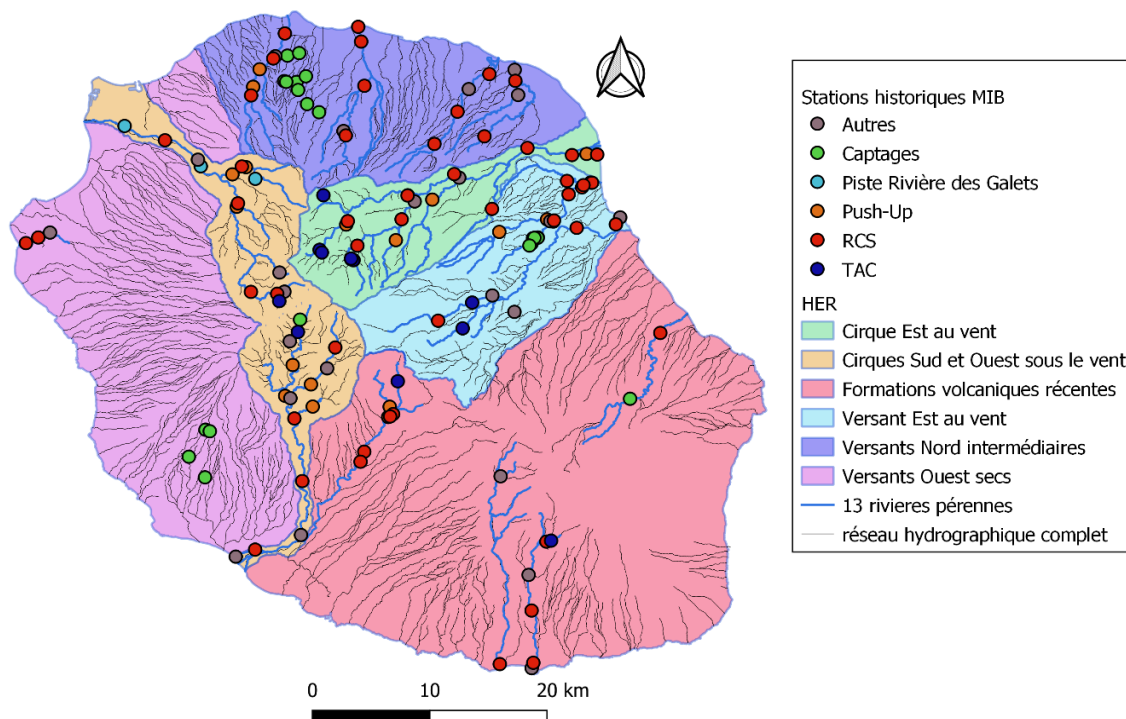 Stations historiques MIB
Autres
Captages
Piste Rivière des Galets
Push-Up
RCS
TAC
HER
Cirque Est au vent
Cirques Sud et Ouest sous le vent
Formations volcaniques récentes
Versant Est au vent
Versants Nord intermédiaires
Versants Ouest secs
13 rivieres pérennes
réseau hydrographique complet
0 10 20 km